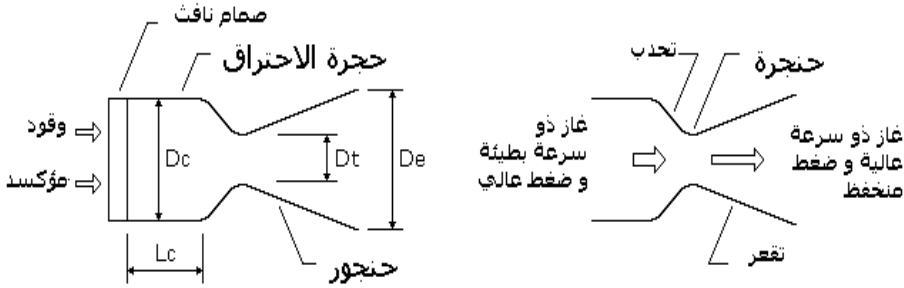 صمام نافث
حجرة الاحتراق
وقود
مؤكسد
Dc
Dt
De
Lc
حنجور
تحدب
حنجرة
غاز ذو
سرعة بطيئة
و ضغط عالي
غاز ذو سرعة
عالية و ضغط
منخفظ
تقعر